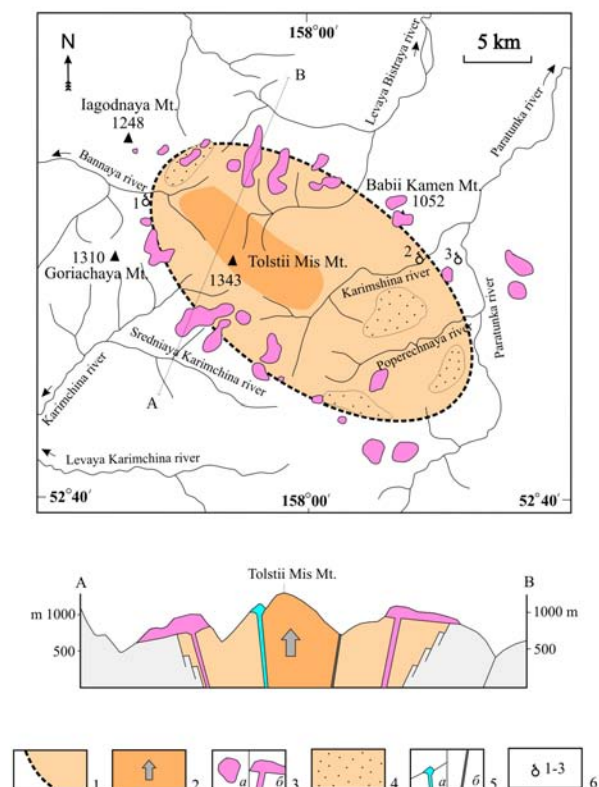 158°00'
N
5 km
B
Levaya Bistraya river
Paratunka river
Iagodnaya Mt.
1248
Bannaya river
Babii Kamen Mt.
1052
1
1310
Goriachaya Mt.
Tolstii Mis Mt.
1343
2 3
Karimshina river
Poperechnaya river
Paratunka river
Sredniaya Karimchina river
A
Karimchina river
Levaya Karimchina river
52°40'
158°00'
52°40'
Tolstii Mis Mt.
A
B
m 1000
1000 m
500
500
1
2
а б 3
4
а б 5
1-3 6